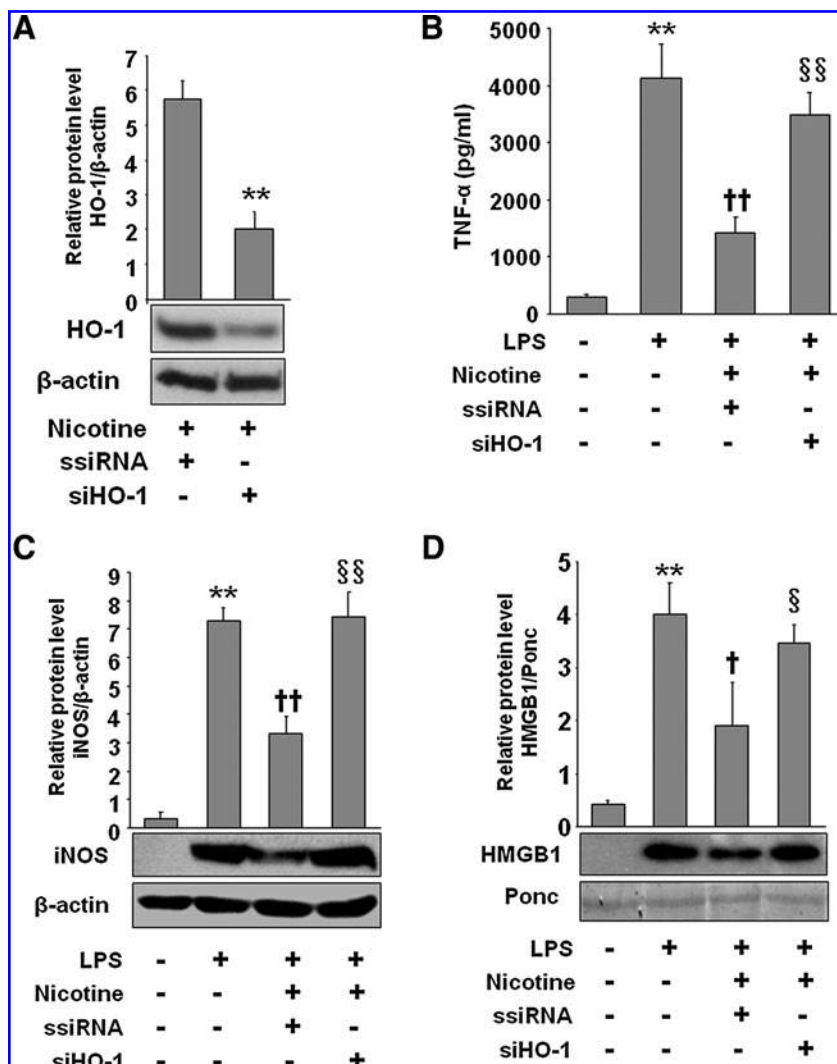 A
Relative protein level
HO-1/β-actin
7
6
5
4
3
2
1
0
**
HO-1
β-actin
Nicotine + +
ssiRNA + -
siHO-1 - +
B
TNF-α (pg/ml)
5000
4000
3000
2000
1000
0
**
††
§§
LPS - + + +
Nicotine - - + +
ssiRNA - - + -
siHO-1 - - - +
C
Relative protein level
iNOS/β-actin
9
8
7
6
5
4
3
2
1
0
**
††
§§
iNOS
β-actin
LPS - + + +
Nicotine - - + +
ssiRNA - - + -
siHO-1 - - - +
D
Relative protein level
HMGB1/Ponc
5
4
3
2
1
0
**
†
§
HMGB1
Ponc
LPS - + + +
Nicotine - - + +
ssiRNA - - + -
siHO-1 - - - +